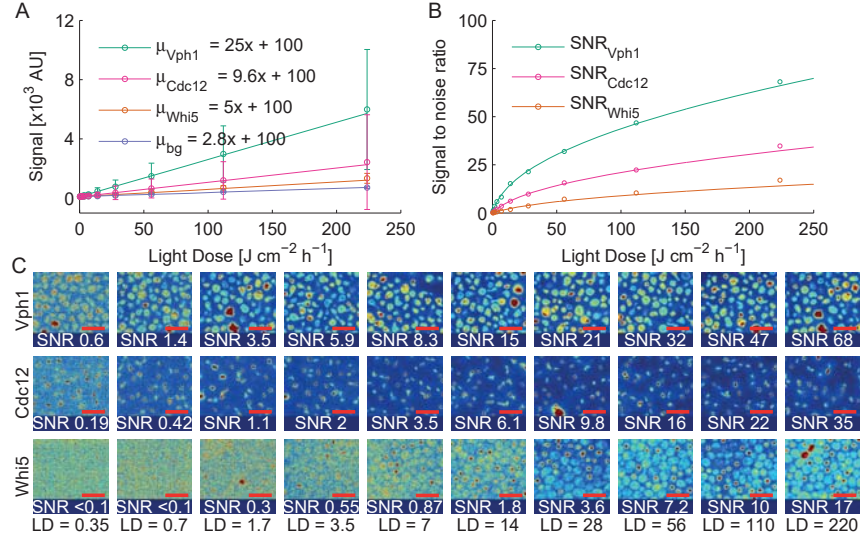 A
12
8
4
0
Signal [x10³ AU]
μVph1 = 25x + 100
μCdc12 = 9.6x + 100
μWhi5 = 5x + 100
μbg = 2.8x + 100
0 50 100 150 200 250
Light Dose [J cm⁻² h⁻¹]
B
100
75
50
25
0
Signal to noise ratio
SNRVph1
SNRCdc12
SNRWhi5
0 50 100 150 200 250
Light Dose [J cm⁻² h⁻¹]
C
Vph1
SNR 0.6 SNR 1.4 SNR 3.5 SNR 5.9 SNR 8.3 SNR 15 SNR 21 SNR 32 SNR 47 SNR 68
Cdc12
SNR 0.19 SNR 0.42 SNR 1.1 SNR 2 SNR 3.5 SNR 6.1 SNR 9.8 SNR 16 SNR 22 SNR 35
Whi5
SNR <0.1 SNR <0.1 SNR 0.3 SNR 0.55 SNR 0.87 SNR 1.8 SNR 3.6 SNR 7.2 SNR 10 SNR 17
LD = 0.35 LD = 0.7 LD = 1.7 LD = 3.5 LD = 7 LD = 14 LD = 28 LD = 56 LD = 110 LD = 220